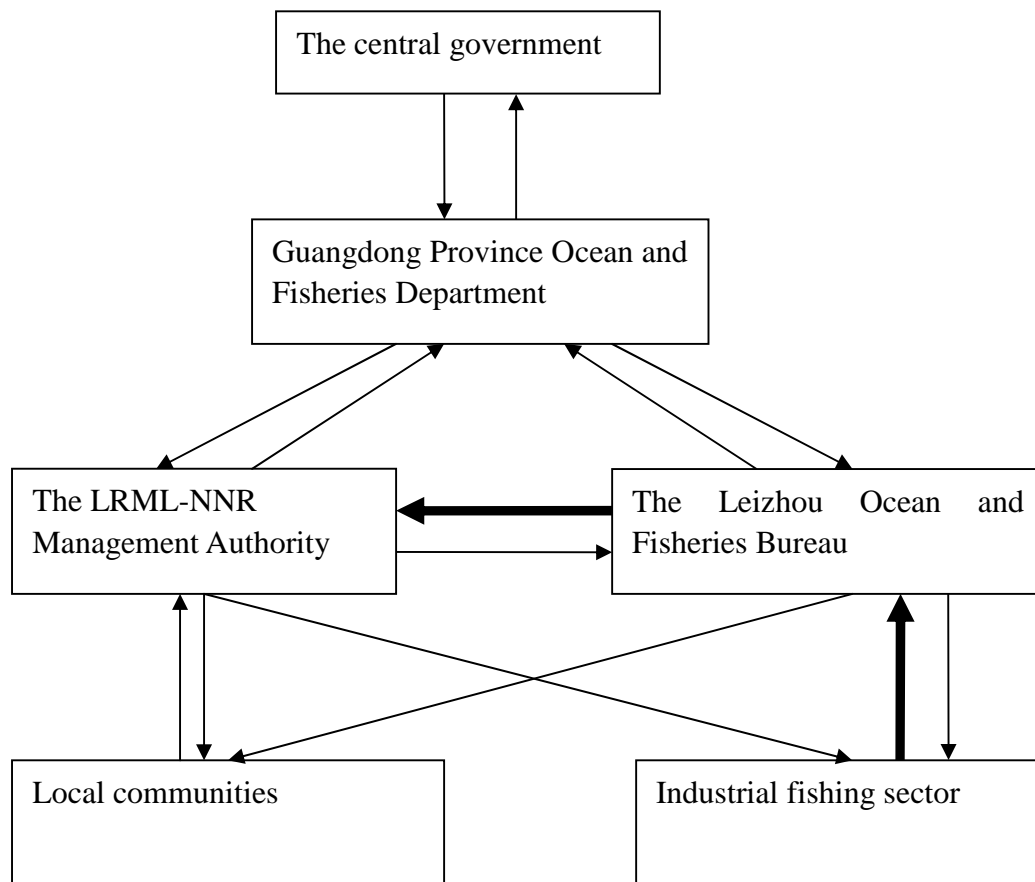 The central government
Guangdong Province Ocean and
Fisheries Department
The LRML-NNR
Management Authority
The Leizhou Ocean and
Fisheries Bureau
Local communities
Industrial fishing sector